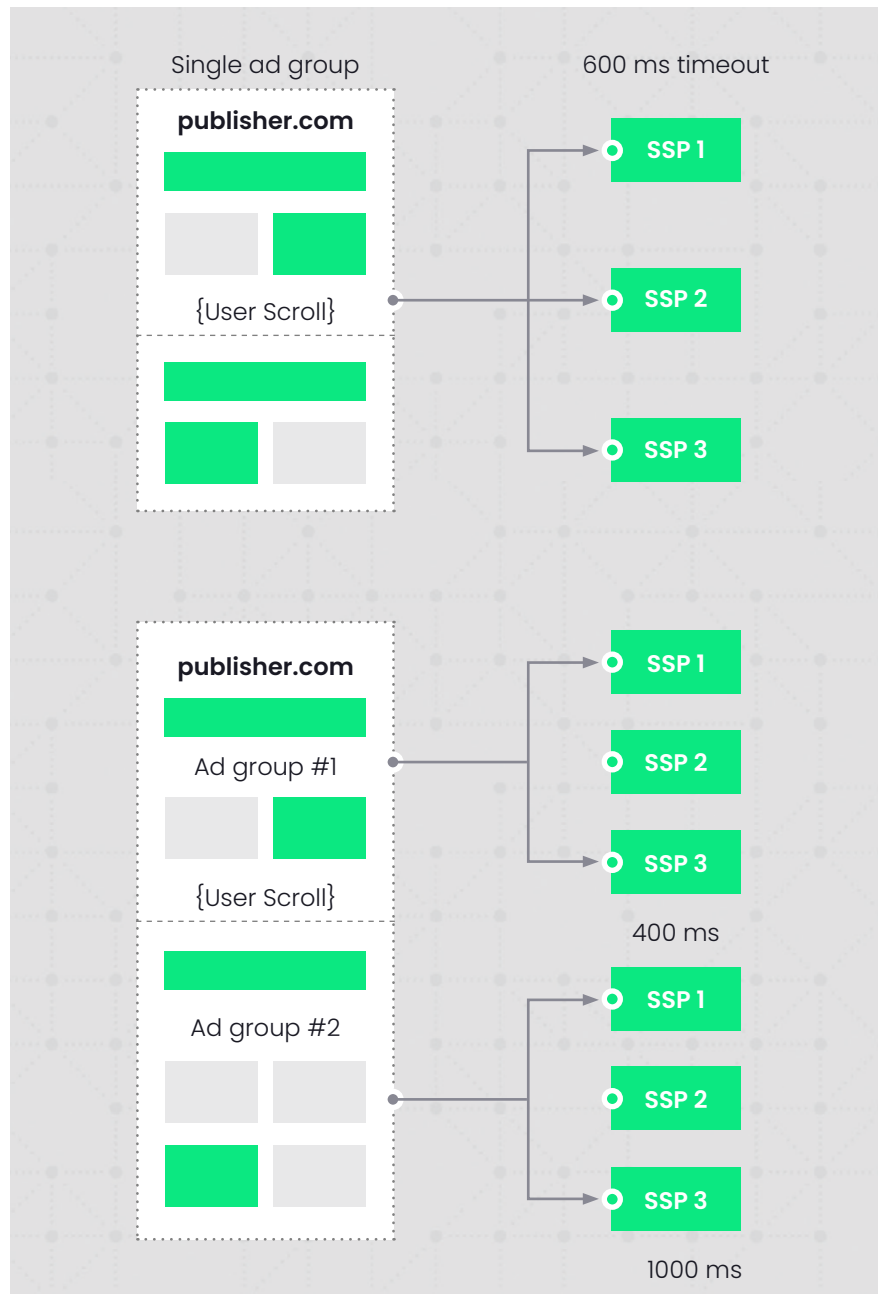 Single ad group
600 ms timeout
publisher.com
SSP 1
{User Scroll}
SSP 2
SSP 3
publisher.com
SSP 1
Ad group #1
SSP 2
SSP 3
{User Scroll}
400 ms
SSP 1
Ad group #2
SSP 2
SSP 3
1000 ms